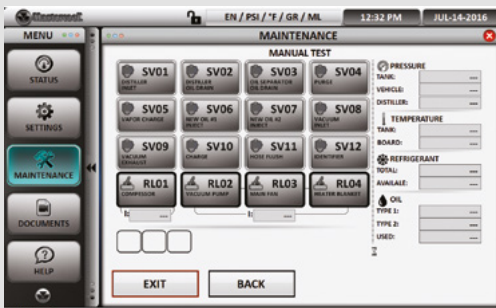 Mastercool
EN / PSI / °F / GR / ML
12:32 PM
JUL-14-2016
MENU
MAINTENANCE
STATUS
SETTINGS
MAINTENANCE
DOCUMENTS
HELP
MANUAL TEST
SV01
DISTILLER INLET
SV02
DISTILLER OIL DRAIN
SV03
OIL SEPARATOR OIL DRAIN
SV04
PURGE
SV05
VAPOR CHARGE
SV06
NEW OIL #1 INJECT
SV07
NEW OIL #2 INJECT
SV08
VACUUM INLET
SV09
VACUUM EXHAUST
SV10
CHARGE
SV11
HOSE FLUSH
SV12
IDENTIFIER
RL01
COMPRESSOR
RL02
VACUUM PUMP
RL03
MAIN FAN
RL04
HEATER BLANKET
PRESSURE
TANK: ---
VEHICLE: ---
DISTILLER: ---
TEMPERATURE
TANK: ---
BOARD: ---
REFRIGERANT
TOTAL: ---
AVAILALE: ---
OIL
TYPE 1: ---
TYPE 2: ---
USED: ---
EXIT
BACK